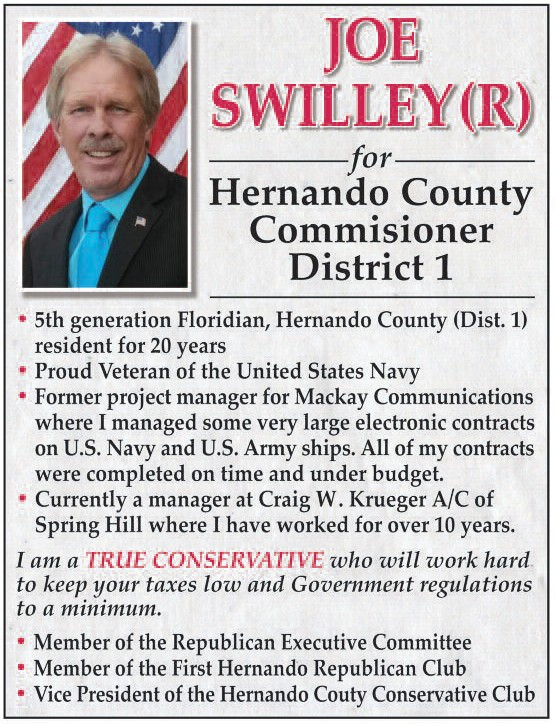 JOE
SWILLEY(R)
for
Hernando County
Commisioner
District 1
• 5th generation Floridian, Hernando County (Dist. 1)
resident for 20 years
• Proud Veteran of the United States Navy
• Former project manager for Mackay Communications
where I managed some very large electronic contracts
on U.S. Navy and U.S. Army ships. All of my contracts
were completed on time and under budget.
• Currently a manager at Craig W. Krueger A/C of
Spring Hill where I have worked for over 10 years.
I am a TRUE CONSERVATIVE who will work hard
to keep your taxes low and Government regulations
to a minimum.
• Member of the Republican Executive Committee
• Member of the First Hernando Republican Club
• Vice President of the Hernando Couty Conservative Club